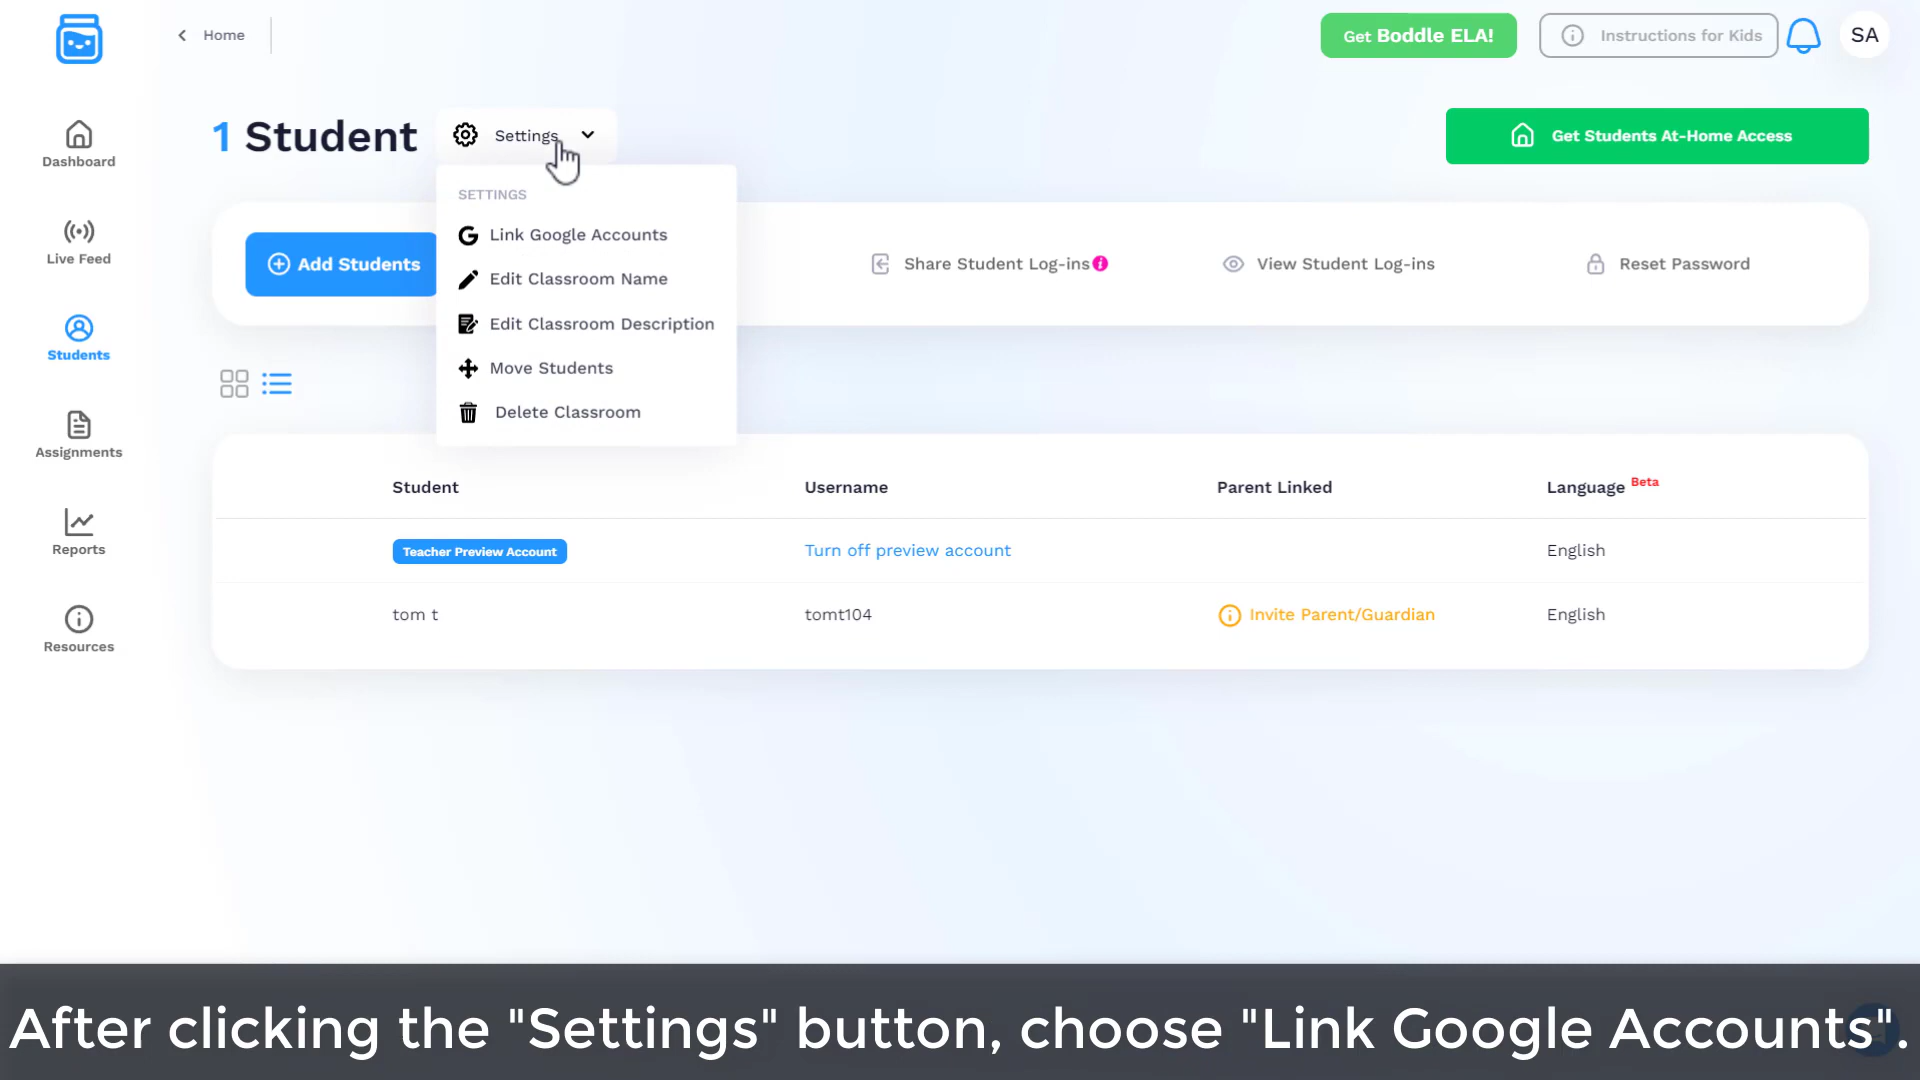 Home
Get Boddle ELA!
Instructions for Kids
SA
1 Student
Settings
Get Students At-Home Access
Dashboard
Live Feed
Students
Assignments
Reports
Resources
SETTINGS
Link Google Accounts
Edit Classroom Name
Edit Classroom Description
Move Students
Delete Classroom
Add Students
Share Student Log-ins
View Student Log-ins
Reset Password
Student Username Parent Linked Language Beta
Teacher Preview Account Turn off preview account English
tom t tomt104 Invite Parent/Guardian English
After clicking the "Settings" button, choose "Link Google Accounts".